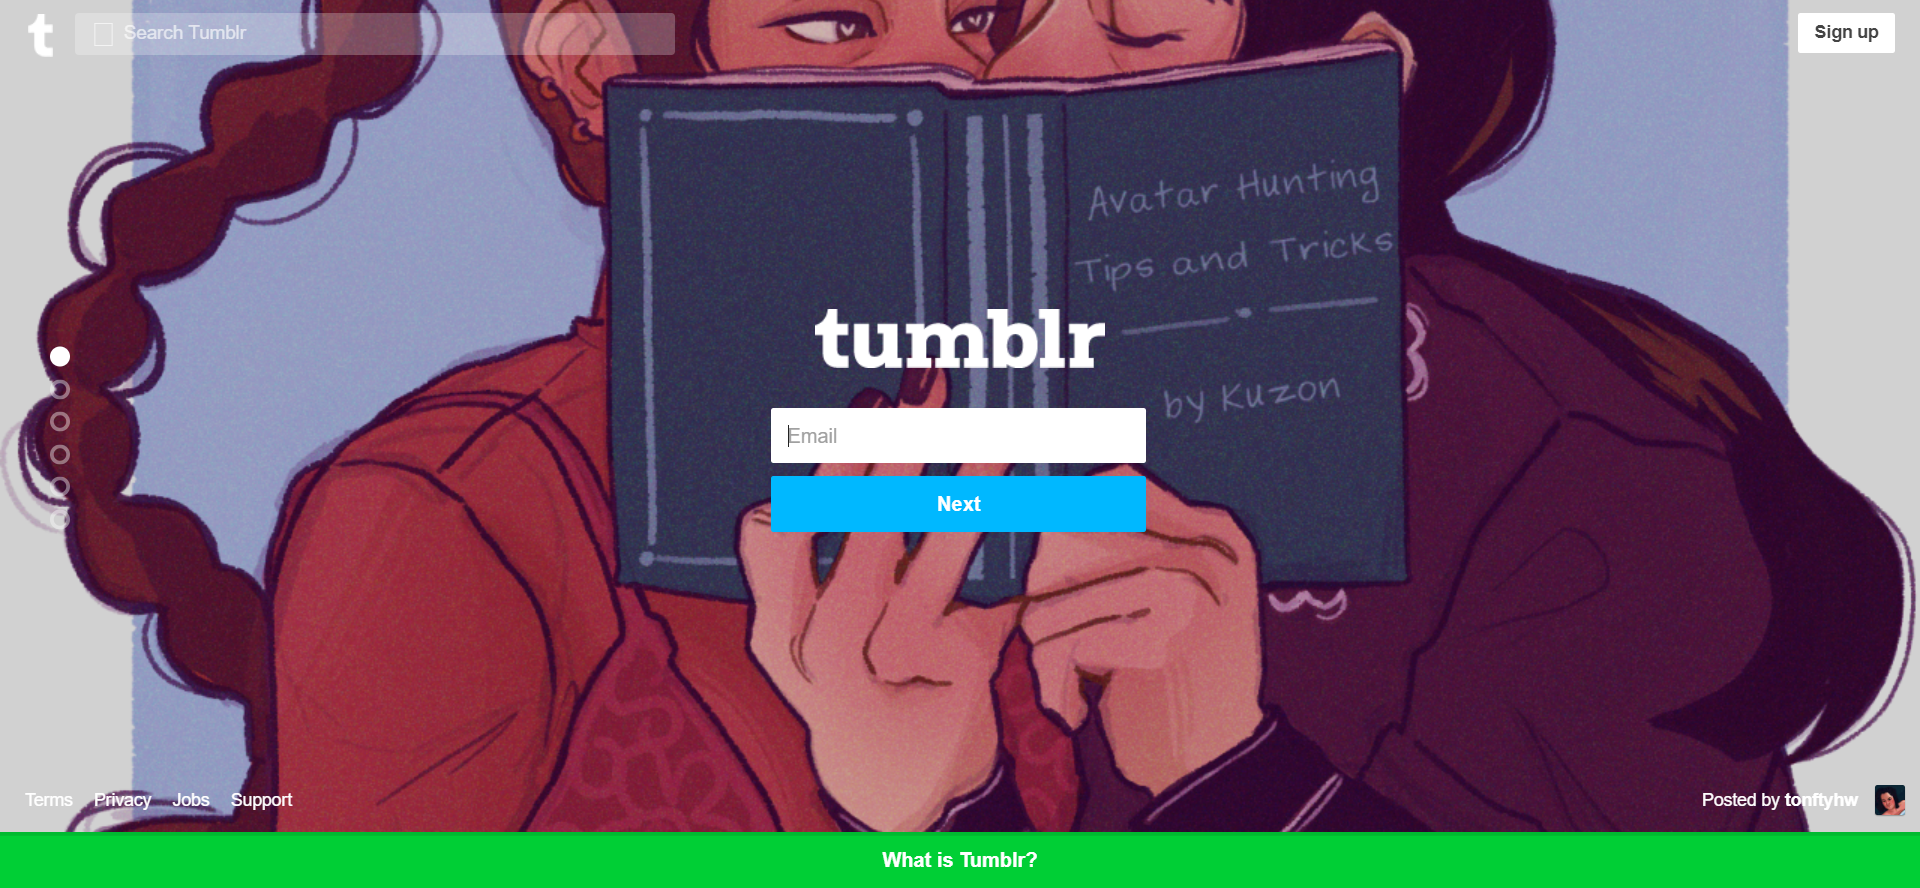 t
Search Tumblr
Sign up
Avatar Hunting
Tips and Tricks
by Kuzon
tumblr
Email
Next
Terms Privacy Jobs Support
Posted by tonftyhw
What is Tumblr?